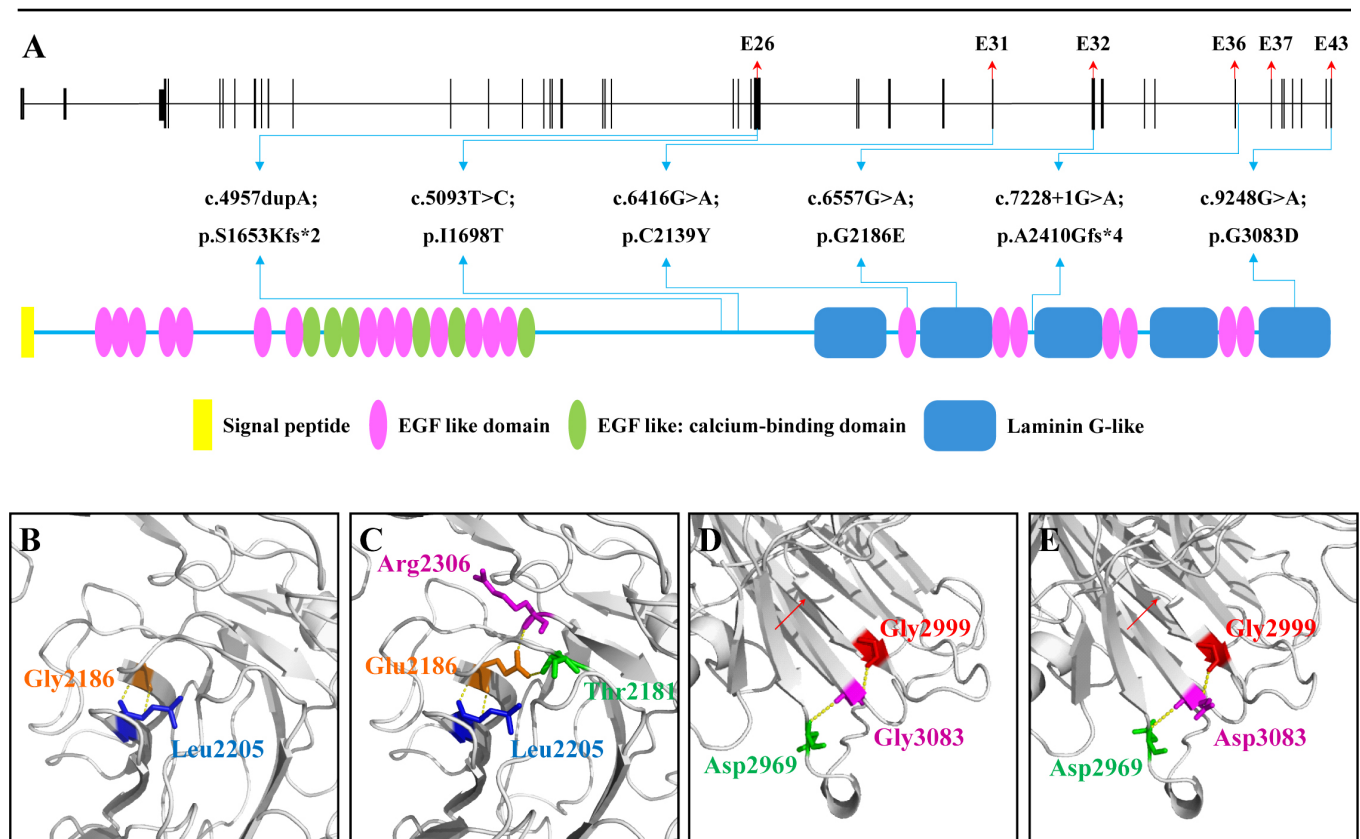 A
E26 E31 E32 E36 E37 E43
c.4957dupA; c.5093T>C; c.6416G>A; c.6557G>A; c.7228+1G>A; c.9248G>A;
p.S1653Kfs*2 p.I1698T p.C2139Y p.G2186E p.A2410Gfs*4 p.G3083D
Signal peptide EGF like domain EGF like: calcium-binding domain Laminin G-like
B
Gly2186
Leu2205
C
Arg2306
Glu2186
Thr2181
Leu2205
D
Gly2999
Gly3083
Asp2969
E
Gly2999
Asp3083
Asp2969